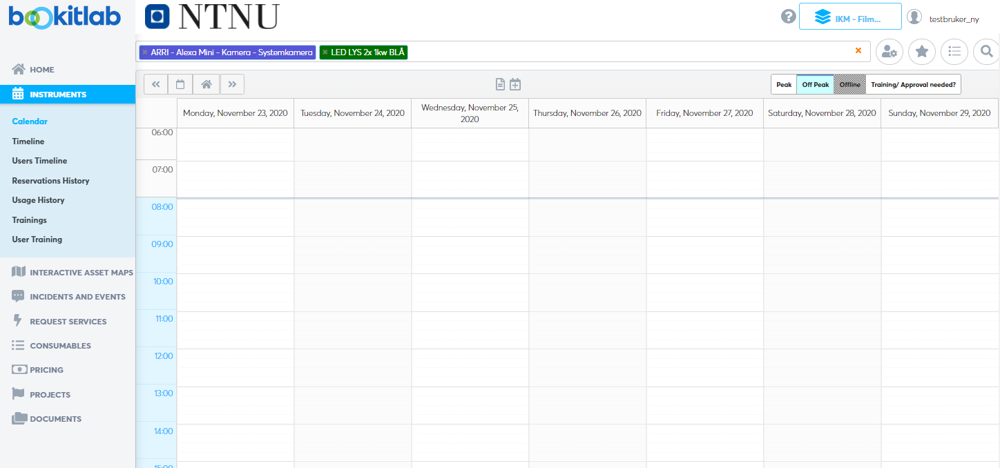 bookitlab
NTNU
IKM - Film...
testbruker_ny
× ARRI - Alexa Mini - Kamera - Systemkamera × LED LYS 2x 1kw BLÅ
HOME
INSTRUMENTS
Calendar
Timeline
Users Timeline
Reservations History
Usage History
Trainings
User Training
INTERACTIVE ASSET MAPS
INCIDENTS AND EVENTS
REQUEST SERVICES
CONSUMABLES
PRICING
PROJECTS
DOCUMENTS
Peak Off Peak Offline Training/ Approval needed?
Monday, November 23, 2020
Tuesday, November 24, 2020
Wednesday, November 25,
2020
Thursday, November 26, 2020
Friday, November 27, 2020
Saturday, November 28, 2020
Sunday, November 29, 2020
06:00
07:00
08:00
09:00
10:00
11:00
12:00
13:00
14:00
15:00